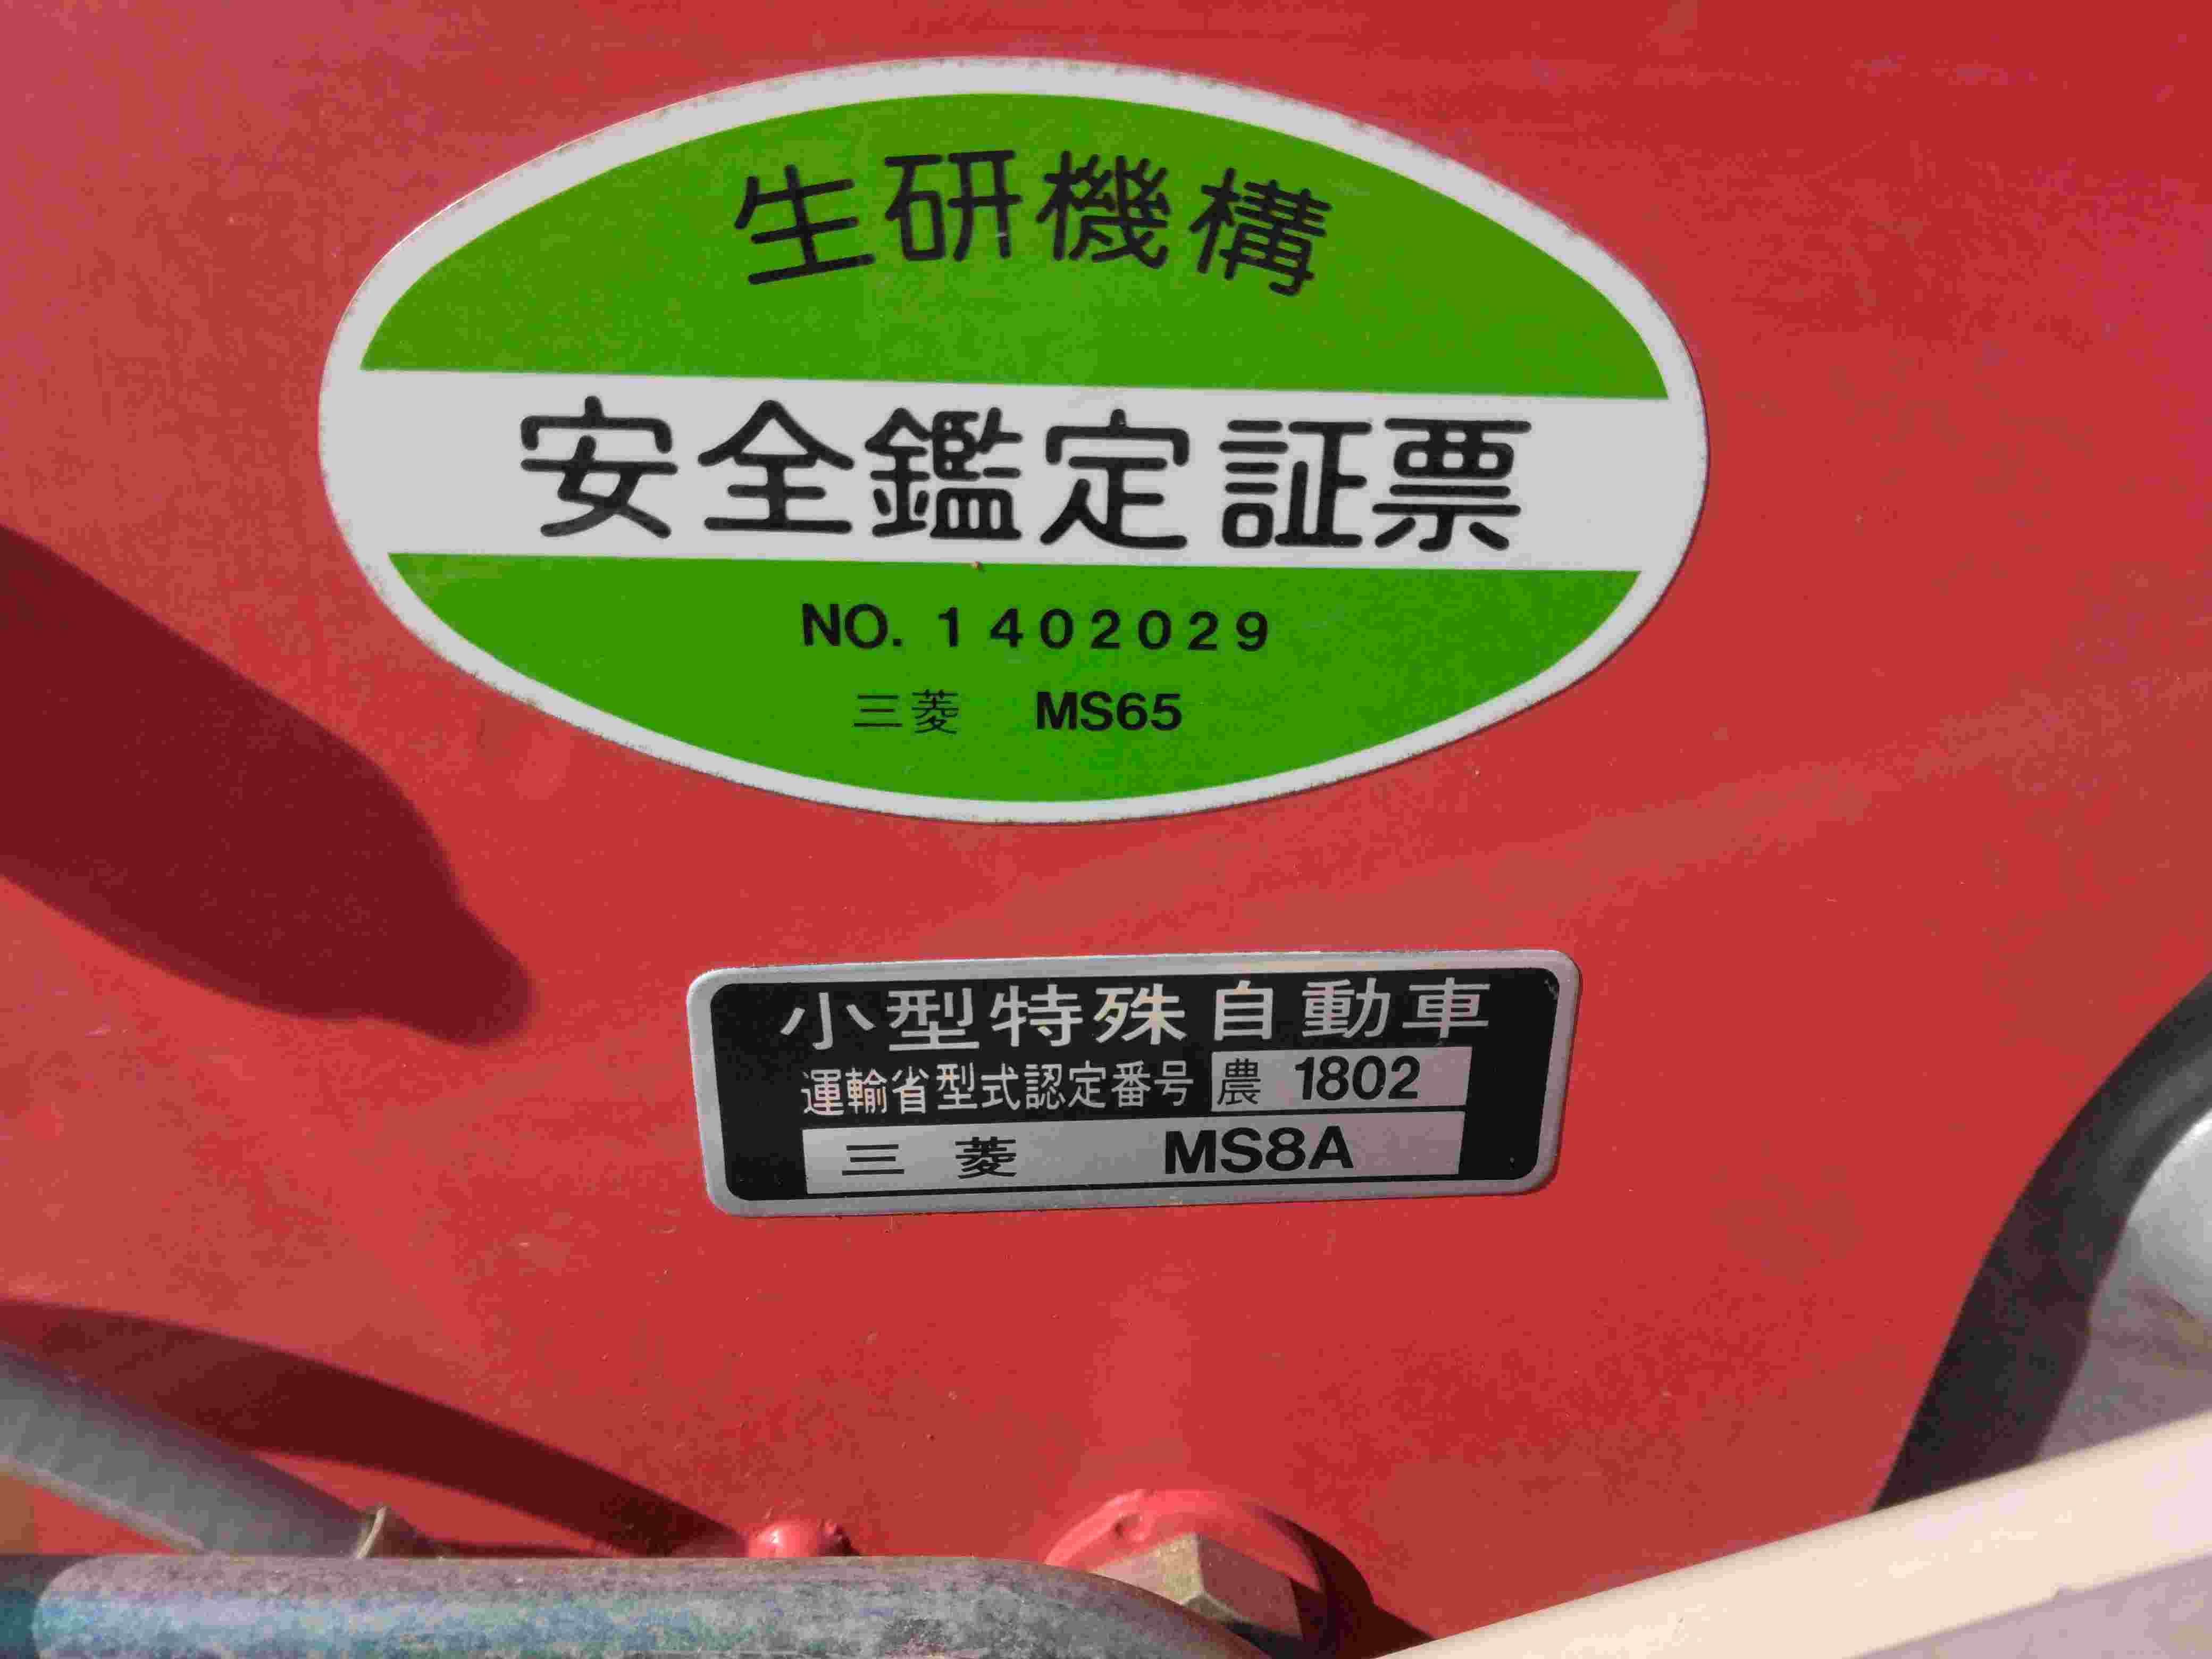 生研機構
安全鑑定証票
NO. 1402029
三菱 MS65
小型特殊自動車
運輸省型式認定番号 農 1802
三菱 MS8A